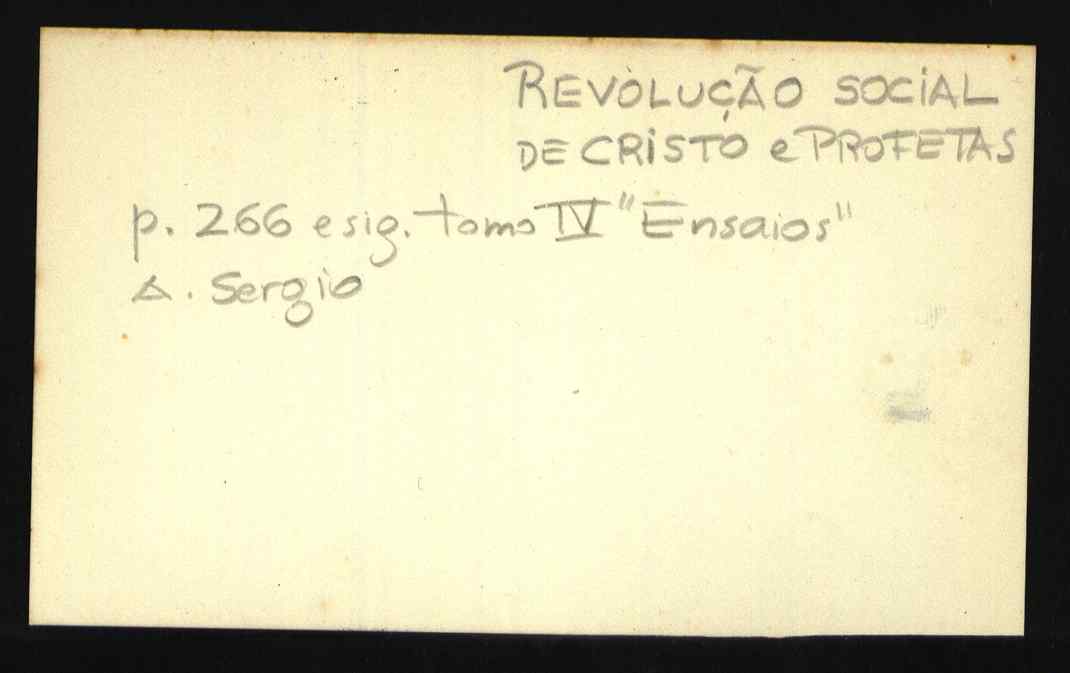 REVOLUÇÃO SOCIAL
DE CRISTO e PROFETAS
p. 266 e sig. tomo IV "Ensaios"
A. Sergio